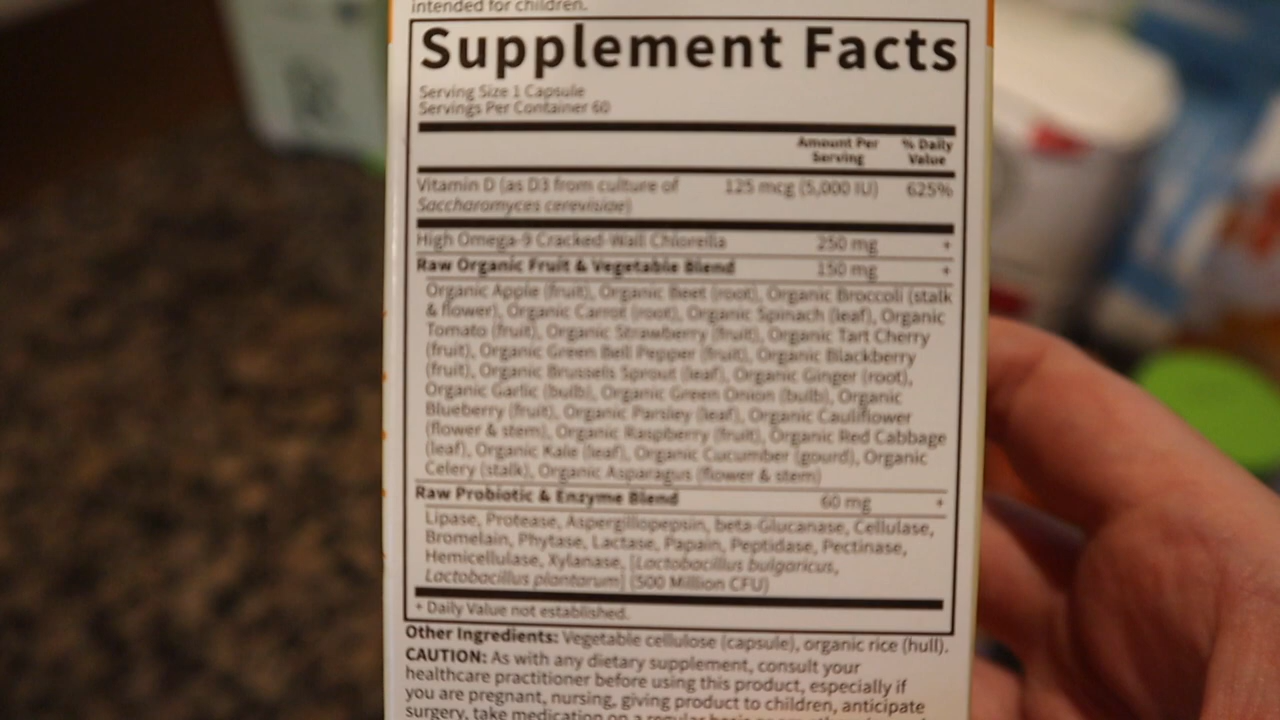 intended for children.
Supplement Facts
Serving Size 1 Capsule
Servings Per Container 60
Amount Per Serving % Daily Value
Vitamin D (as D3 from culture of Saccharomyces cerevisiae) 125 mcg (5,000 IU) 625%
High Omega-9 Cracked-Wall Chlorella 250 mg +
Raw Organic Fruit & Vegetable Blend 150 mg +
Organic Apple (fruit), Organic Beet (root), Organic Broccoli (stalk
& flower), Organic Carrot (root), Organic Spinach (leaf), Organic
Tomato (fruit), Organic Strawberry (fruit), Organic Tart Cherry
(fruit), Organic Green Bell Pepper (fruit), Organic Blackberry
(fruit), Organic Brussels Sprout (leaf), Organic Ginger (root),
Organic Garlic (bulb), Organic Green Onion (bulb), Organic
Blueberry (fruit), Organic Parsley (leaf), Organic Cauliflower
(flower & stem), Organic Raspberry (fruit), Organic Red Cabbage
(leaf), Organic Kale (leaf), Organic Cucumber (gourd), Organic
Celery (stalk), Organic Asparagus (flower & stem)
Raw Probiotic & Enzyme Blend 60 mg +
Lipase, Protease, Aspergillopepsin, beta-Glucanase, Cellulase,
Bromelain, Phytase, Lactase, Papain, Peptidase, Pectinase,
Hemicellulase, Xylanase, [Lactobacillus bulgaricus,
Lactobacillus plantarum] (500 Million CFU)
+ Daily Value not established.
Other Ingredients: Vegetable cellulose (capsule), organic rice (hull).
CAUTION: As with any dietary supplement, consult your
healthcare practitioner before using this product, especially if
you are pregnant, nursing, giving product to children, anticipate
surgery, take medication on a regular basis or